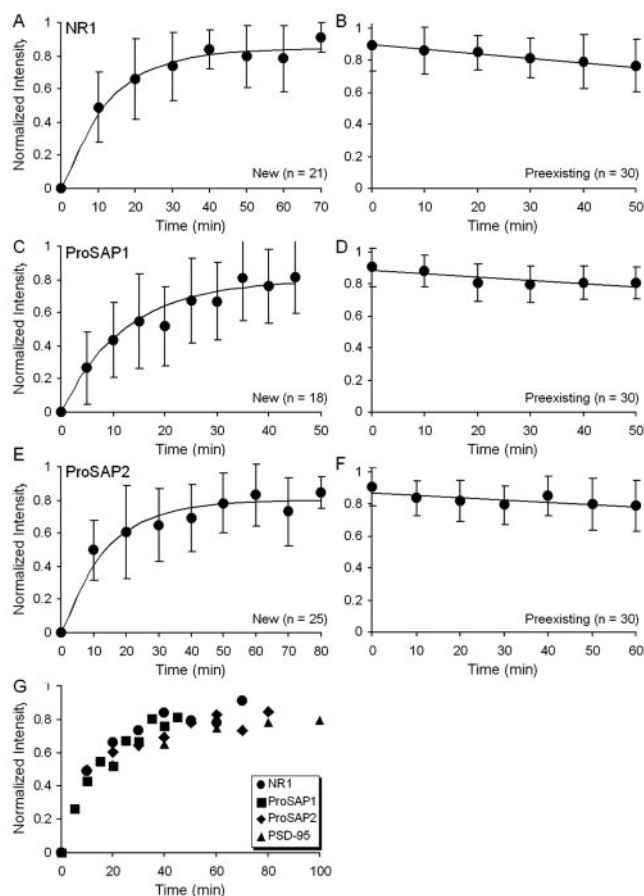 A
NR1
Normalized Intensity
1
0.8
0.6
0.4
0.2
0
0 10 20 30 40 50 60 70
Time (min)
New (n = 21)
B
1
0.8
0.6
0.4
0.2
0
0 10 20 30 40 50
Time (min)
Preexisting (n = 30)
C
ProSAP1
Normalized Intensity
1
0.8
0.6
0.4
0.2
0
0 10 20 30 40 50
Time (min)
New (n = 18)
D
1
0.8
0.6
0.4
0.2
0
0 10 20 30 40 50
Time (min)
Preexisting (n = 30)
E
ProSAP2
Normalized Intensity
1
0.8
0.6
0.4
0.2
0
0 10 20 30 40 50 60 70 80
Time (min)
New (n = 25)
F
1
0.8
0.6
0.4
0.2
0
0 10 20 30 40 50 60
Time (min)
Preexisting (n = 30)
G
Normalized Intensity
1
0.8
0.6
0.4
0.2
0
0 20 40 60 80 100
Time (min)
NR1
ProSAP1
ProSAP2
PSD-95